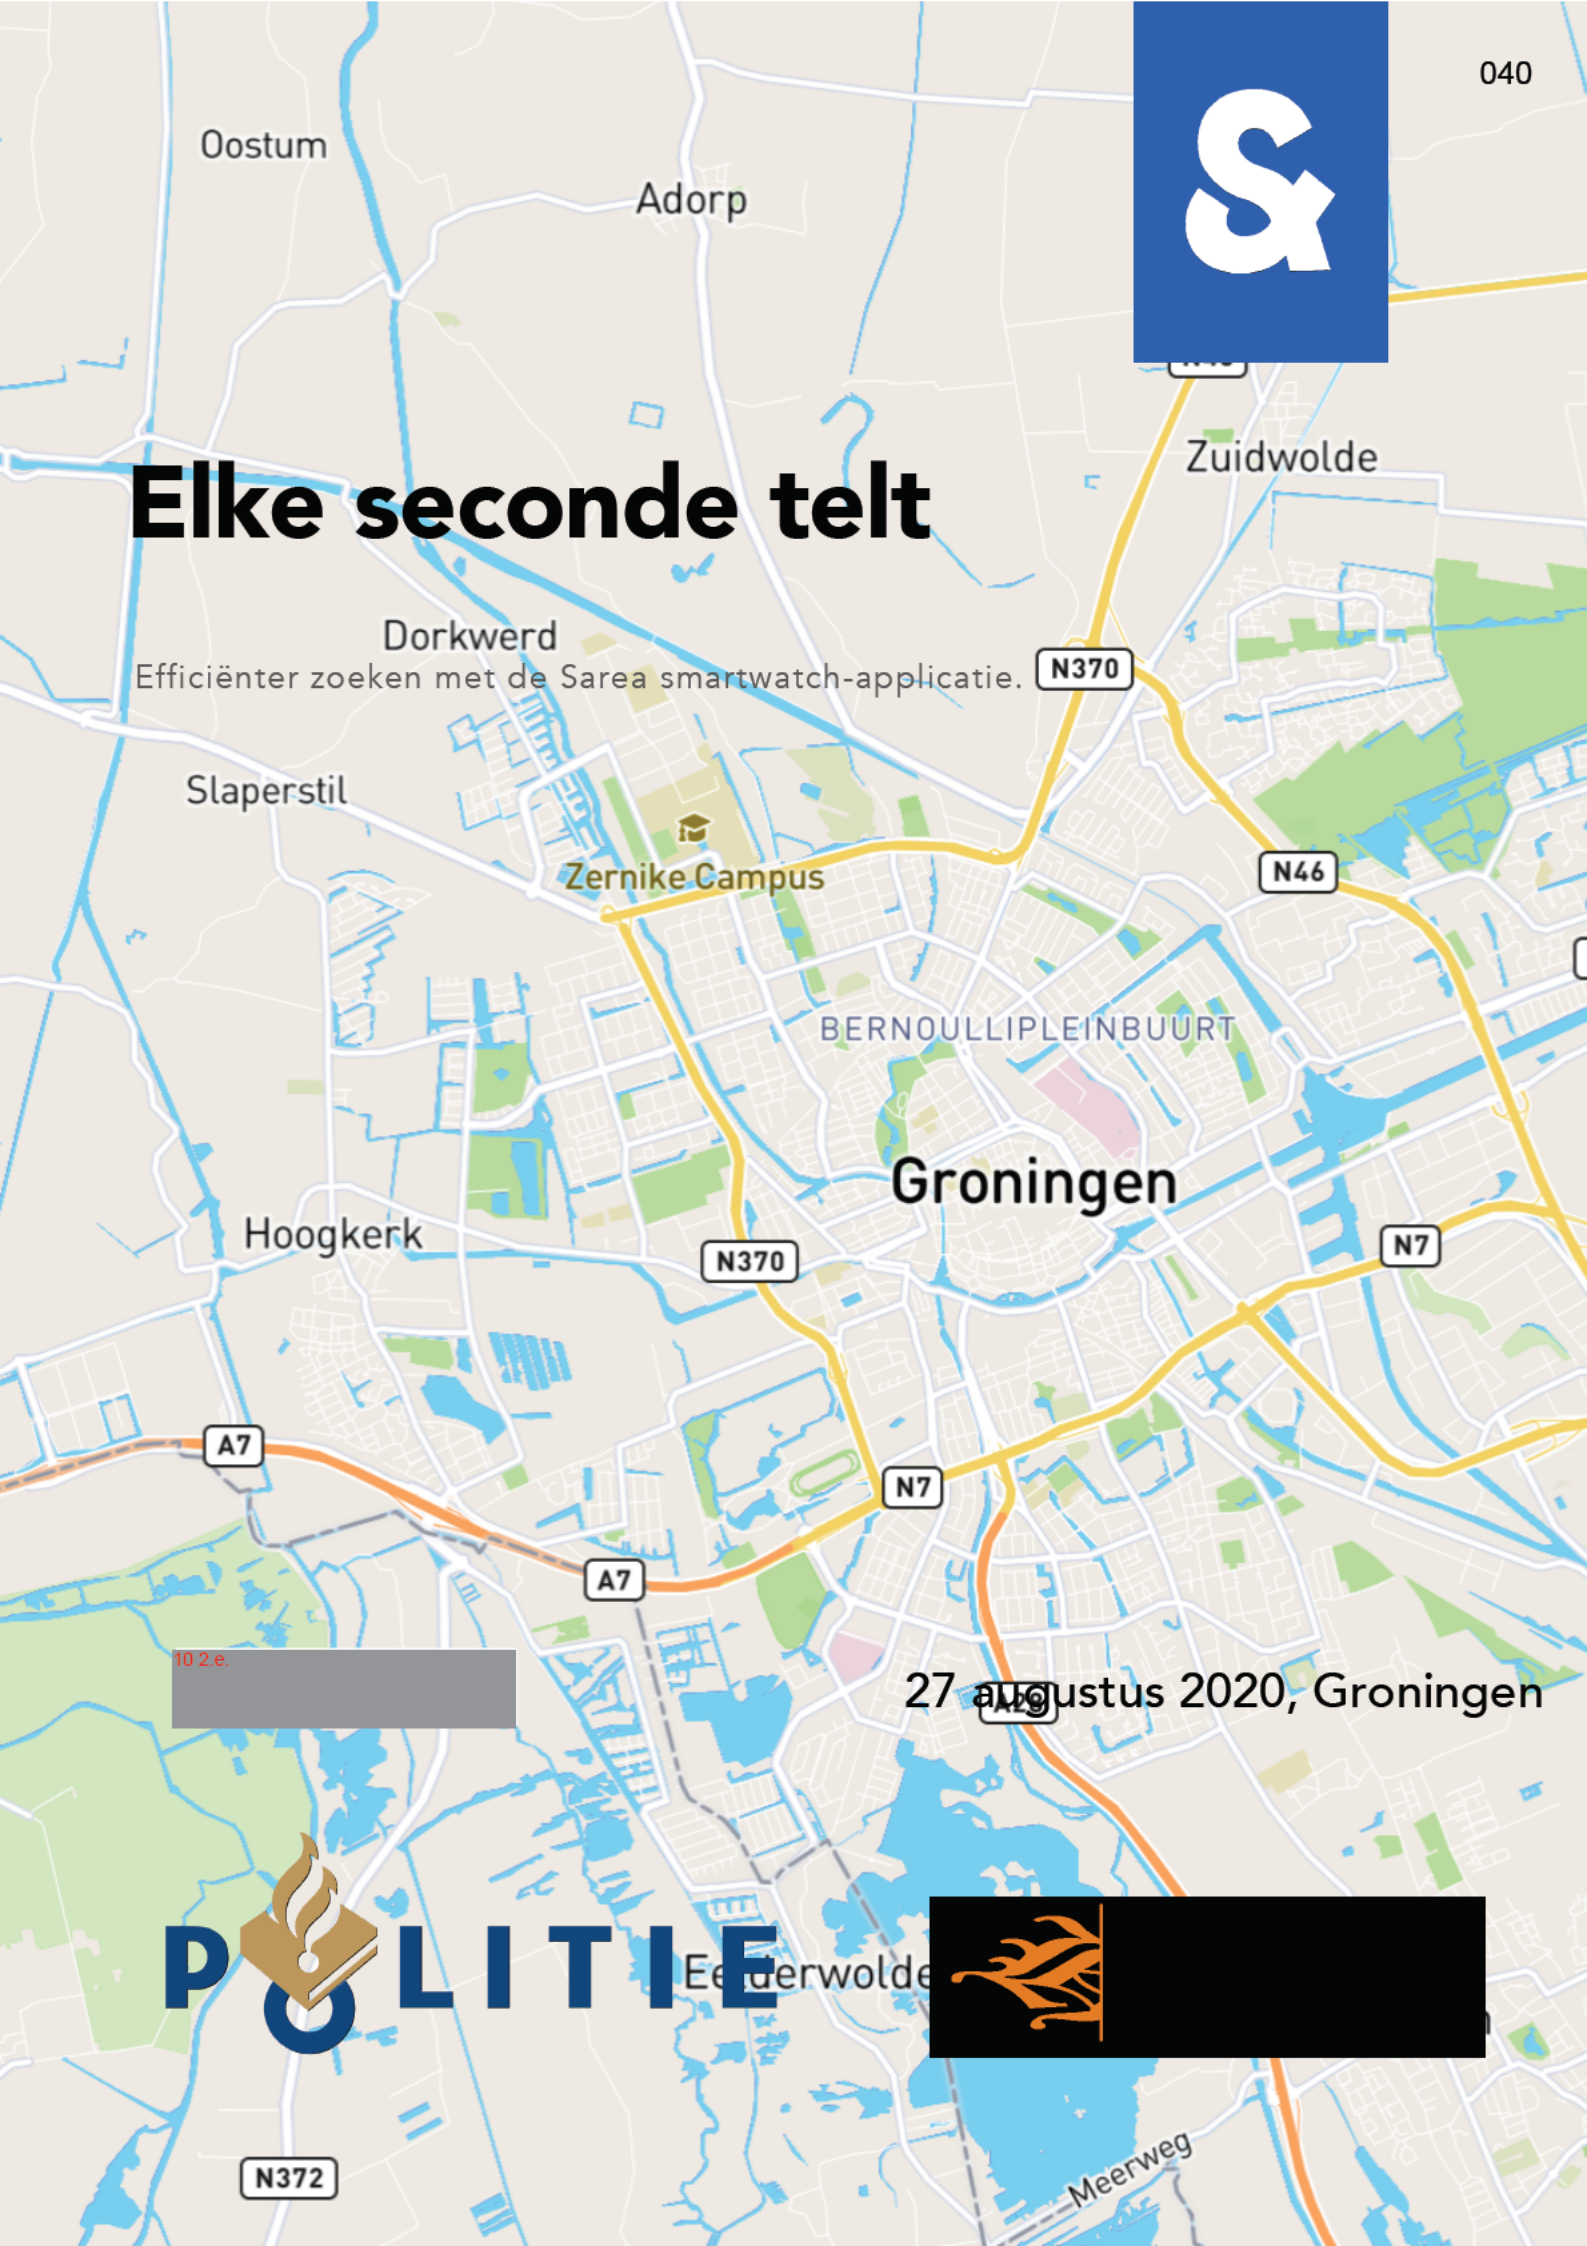 040
&
Oostum
Adorp
Zuidwolde
Elke seconde telt
Dorkwerd
N370
Efficiënter zoeken met de Sarea smartwatch-applicatie.
Slaperstil
Zernike Campus
N46
BERNOULLIPLEINBUURT
Groningen
Hoogkerk
N370
N7
A7
N7
A7
10 2.e.
27 augustus 2020, Groningen
A28
POLITIE
Eelderwolde
Meerweg
N372